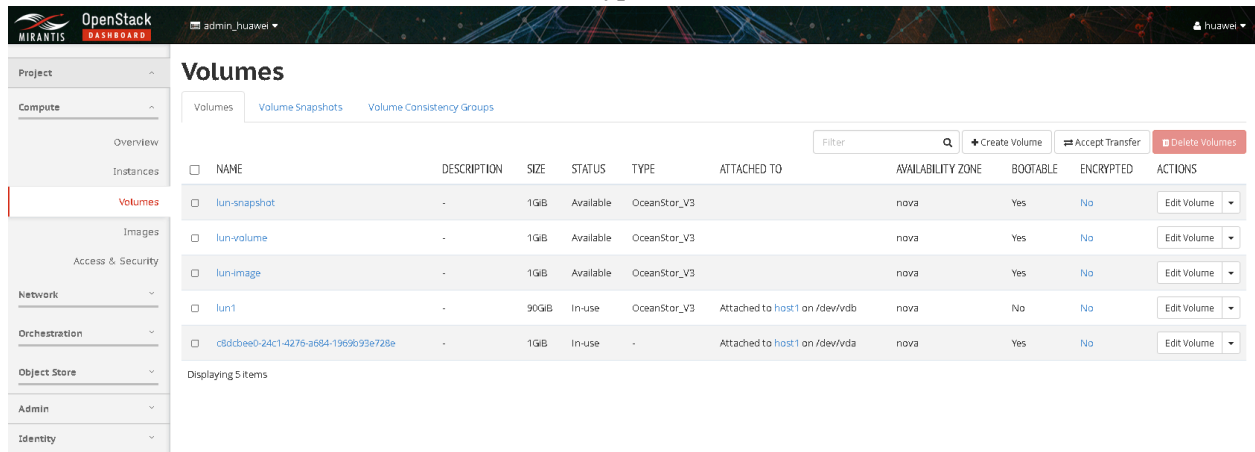 MIRANTIS
OpenStack
DASHBOARD
admin_huawei
huawei
Project
Compute
Overview
Instances
Volumes
Images
Access & Security
Network
Orchestration
Object Store
Admin
Identity
Volumes
Volumes Volume Snapshots Volume Consistency Groups
Filter Create Volume Accept Transfer Delete Volumes
NAME DESCRIPTION SIZE STATUS TYPE ATTACHED TO AVAILABILITY ZONE BOOTABLE ENCRYPTED ACTIONS
lun-snapshot - 1GiB Available OceanStor_V3 nova Yes No Edit Volume
lun-volume - 1GiB Available OceanStor_V3 nova Yes No Edit Volume
lun-image - 1GiB Available OceanStor_V3 nova Yes No Edit Volume
lun1 - 90GiB In-use OceanStor_V3 Attached to host1 on /dev/vdb nova No No Edit Volume
c8dcbee0-24c1-4276-a684-1969b93e728e - 1GiB In-use - Attached to host1 on /dev/vda nova Yes No Edit Volume
Displaying 5 items